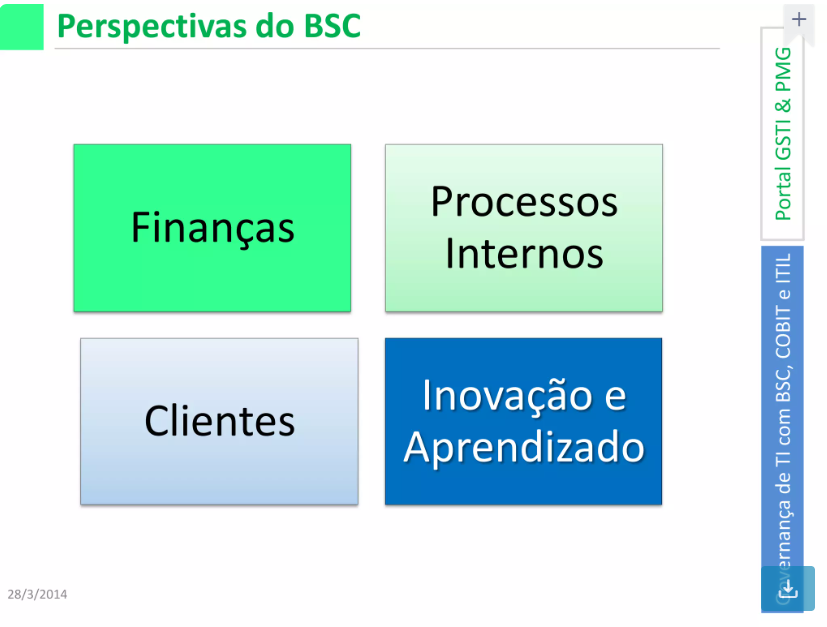 Perspectivas do BSC
Finanças
Processos
Internos
Clientes
Inovação e
Aprendizado
Portal GSTI & PMG
Governança de TI com BSC, COBIT e ITIL
28/3/2014